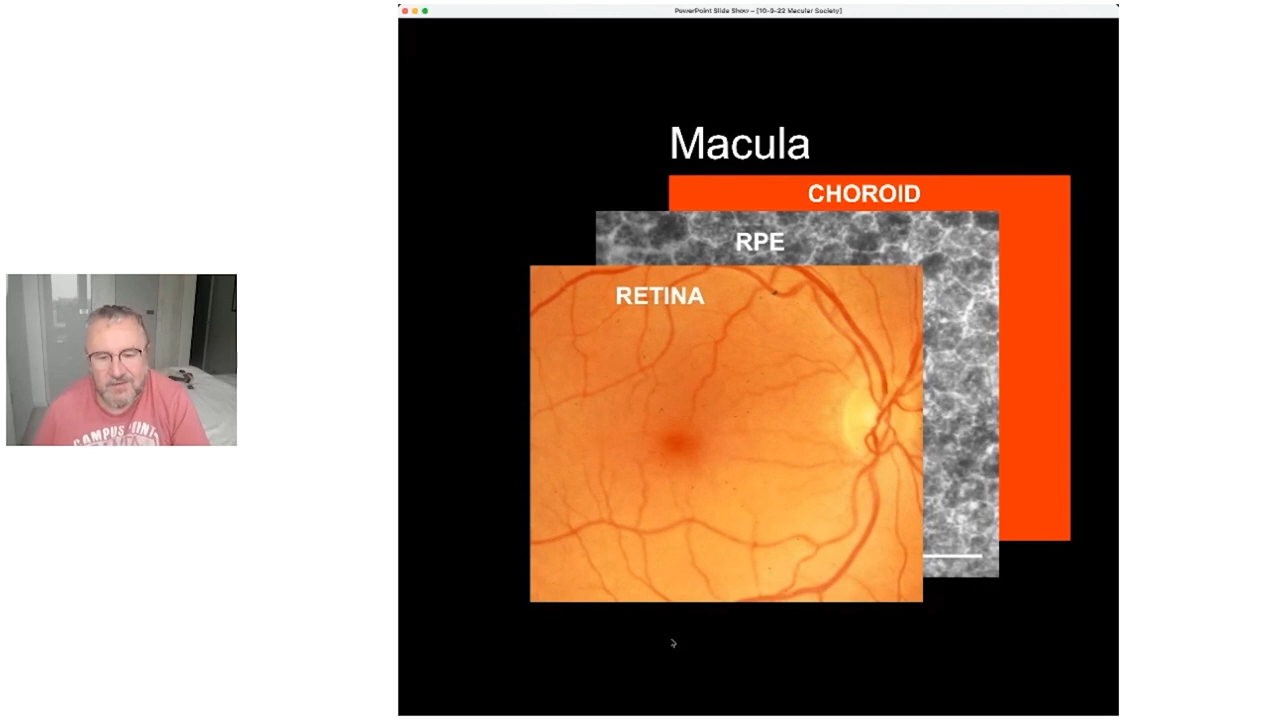 PowerPoint Slide Show - [10-9-22 Macular Society]
Macula
CHOROID
RPE
RETINA
CAMPUS